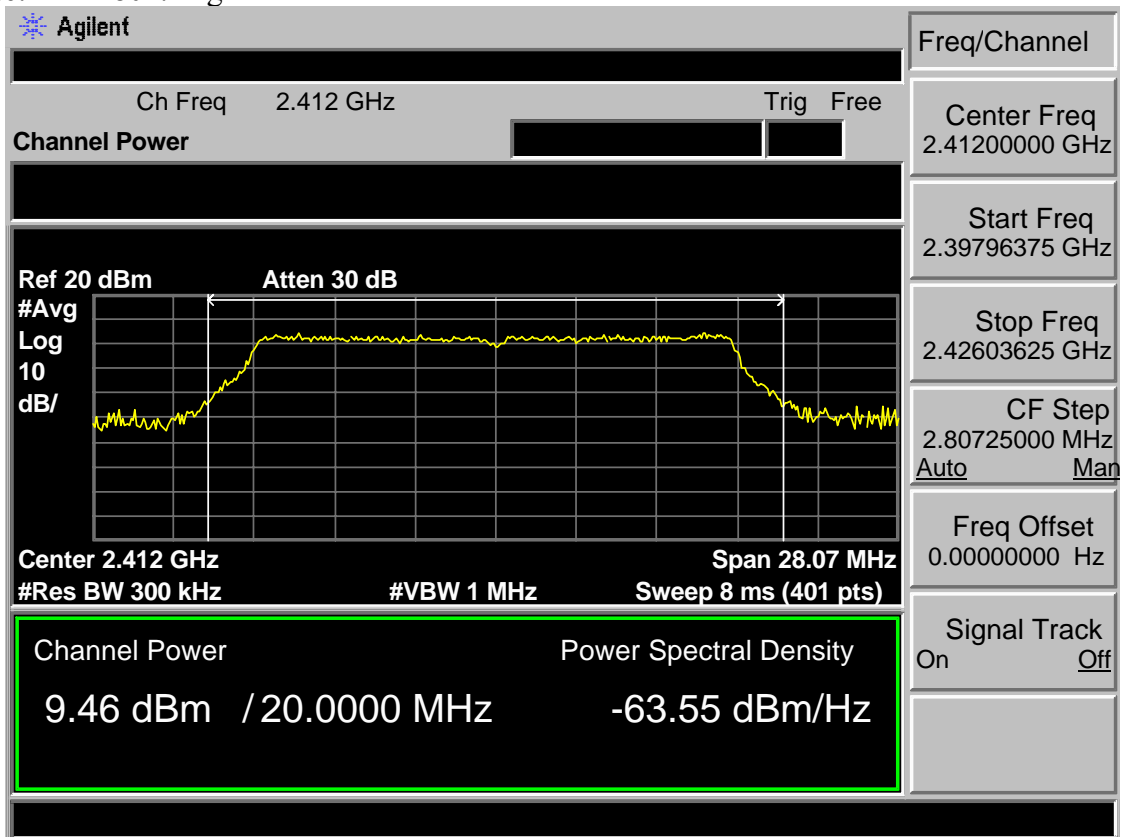 Agilent
Freq/Channel
Ch Freq 2.412 GHz Trig Free
Channel Power
Center Freq
2.41200000 GHz
Start Freq
2.39796375 GHz
Stop Freq
2.42603625 GHz
CF Step
2.80725000 MHz
Auto Man
Freq Offset
0.00000000 Hz
Signal Track
On Off
Ref 20 dBm Atten 30 dB
#Avg
Log
10
dB/
Center 2.412 GHz Span 28.07 MHz
#Res BW 300 kHz #VBW 1 MHz Sweep 8 ms (401 pts)
Channel Power Power Spectral Density
9.46 dBm / 20.0000 MHz -63.55 dBm/Hz